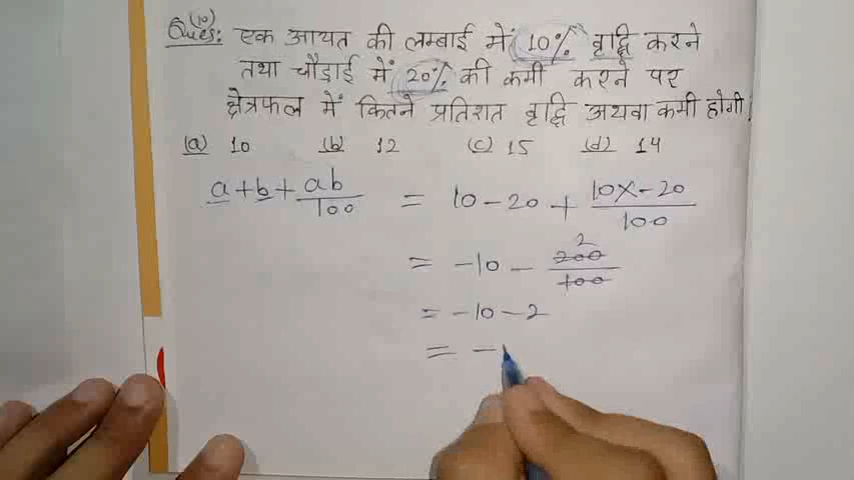 Ques: (10) एक आयत की लम्बाई में 10% वृद्धि करने
तथा चौड़ाई में 20% की कमी करने पर
क्षेत्रफल में कितने प्रतिशत वृद्धि अथवा कमी होगी।
(a) 10 (b) 12 (c) 15 (d) 14
a + b + ab/100 = 10 - 20 + 10x-20/100
= -10 - 200/100 2
= -10 - 2
= -